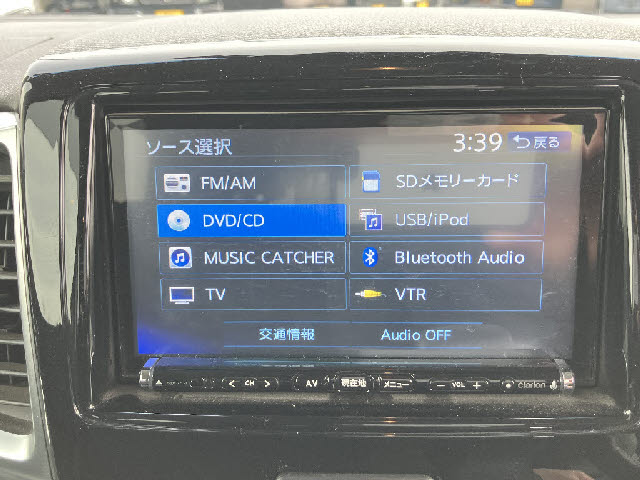 ソース選択
3:39 戻る
FM/AM
SDメモリーカード
DVD/CD
USB/iPod
MUSIC CATCHER
Bluetooth Audio
TV
VTR
交通情報
Audio OFF
< CH > AV 現在地 メニュー − VOL + clarion